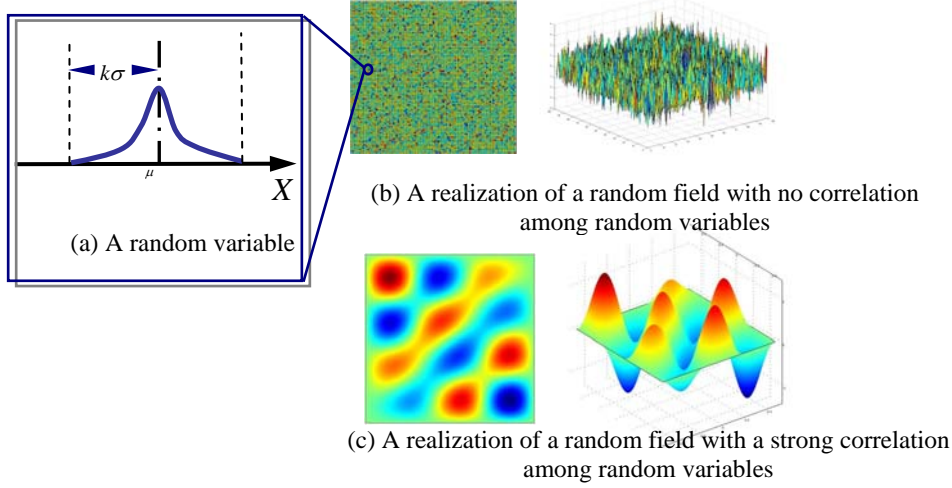 kσ
μ
X
(a) A random variable
(b) A realization of a random field with no correlation
among random variables
(c) A realization of a random field with a strong correlation
among random variables